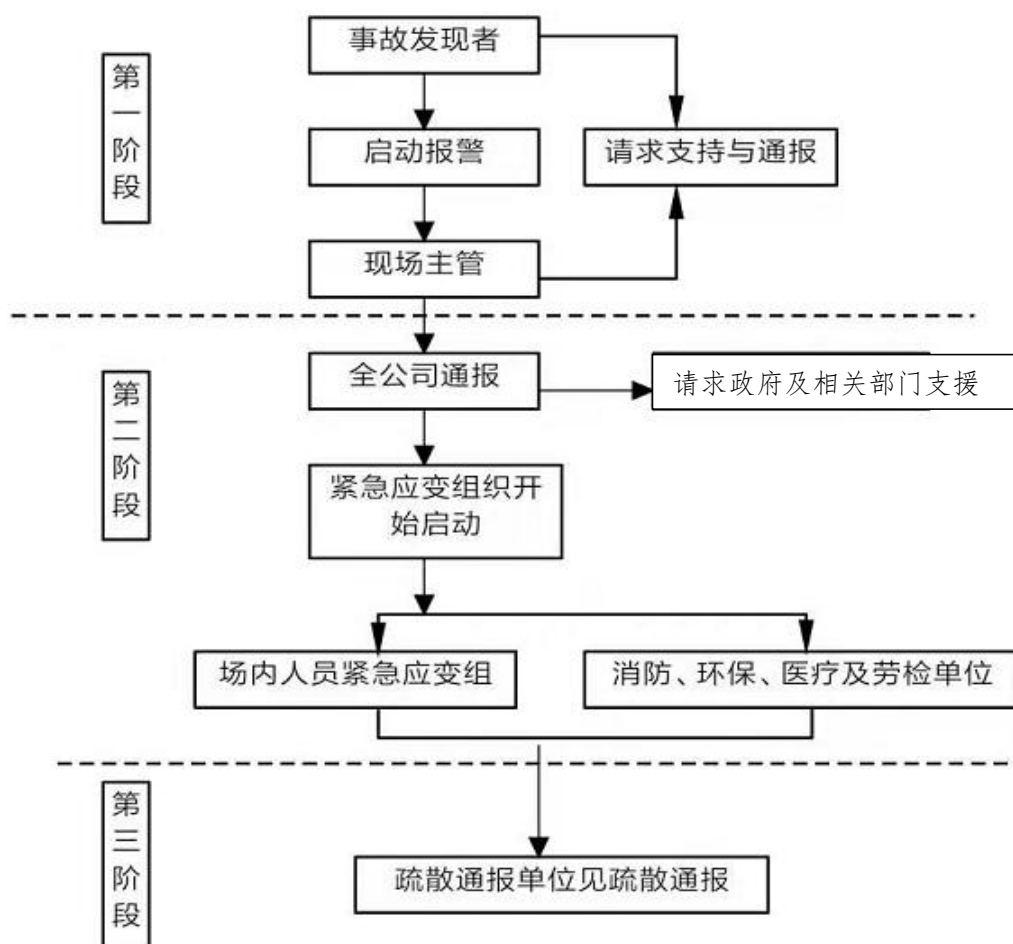 第一阶段
事故发现者
启动报警
请求支持与通报
现场主管
第二阶段
全公司通报
请求政府及相关部门支援
紧急应变组织开
始启动
场内人员紧急应变组
消防、环保、医疗及劳检单位
第三阶段
疏散通报单位见疏散通报